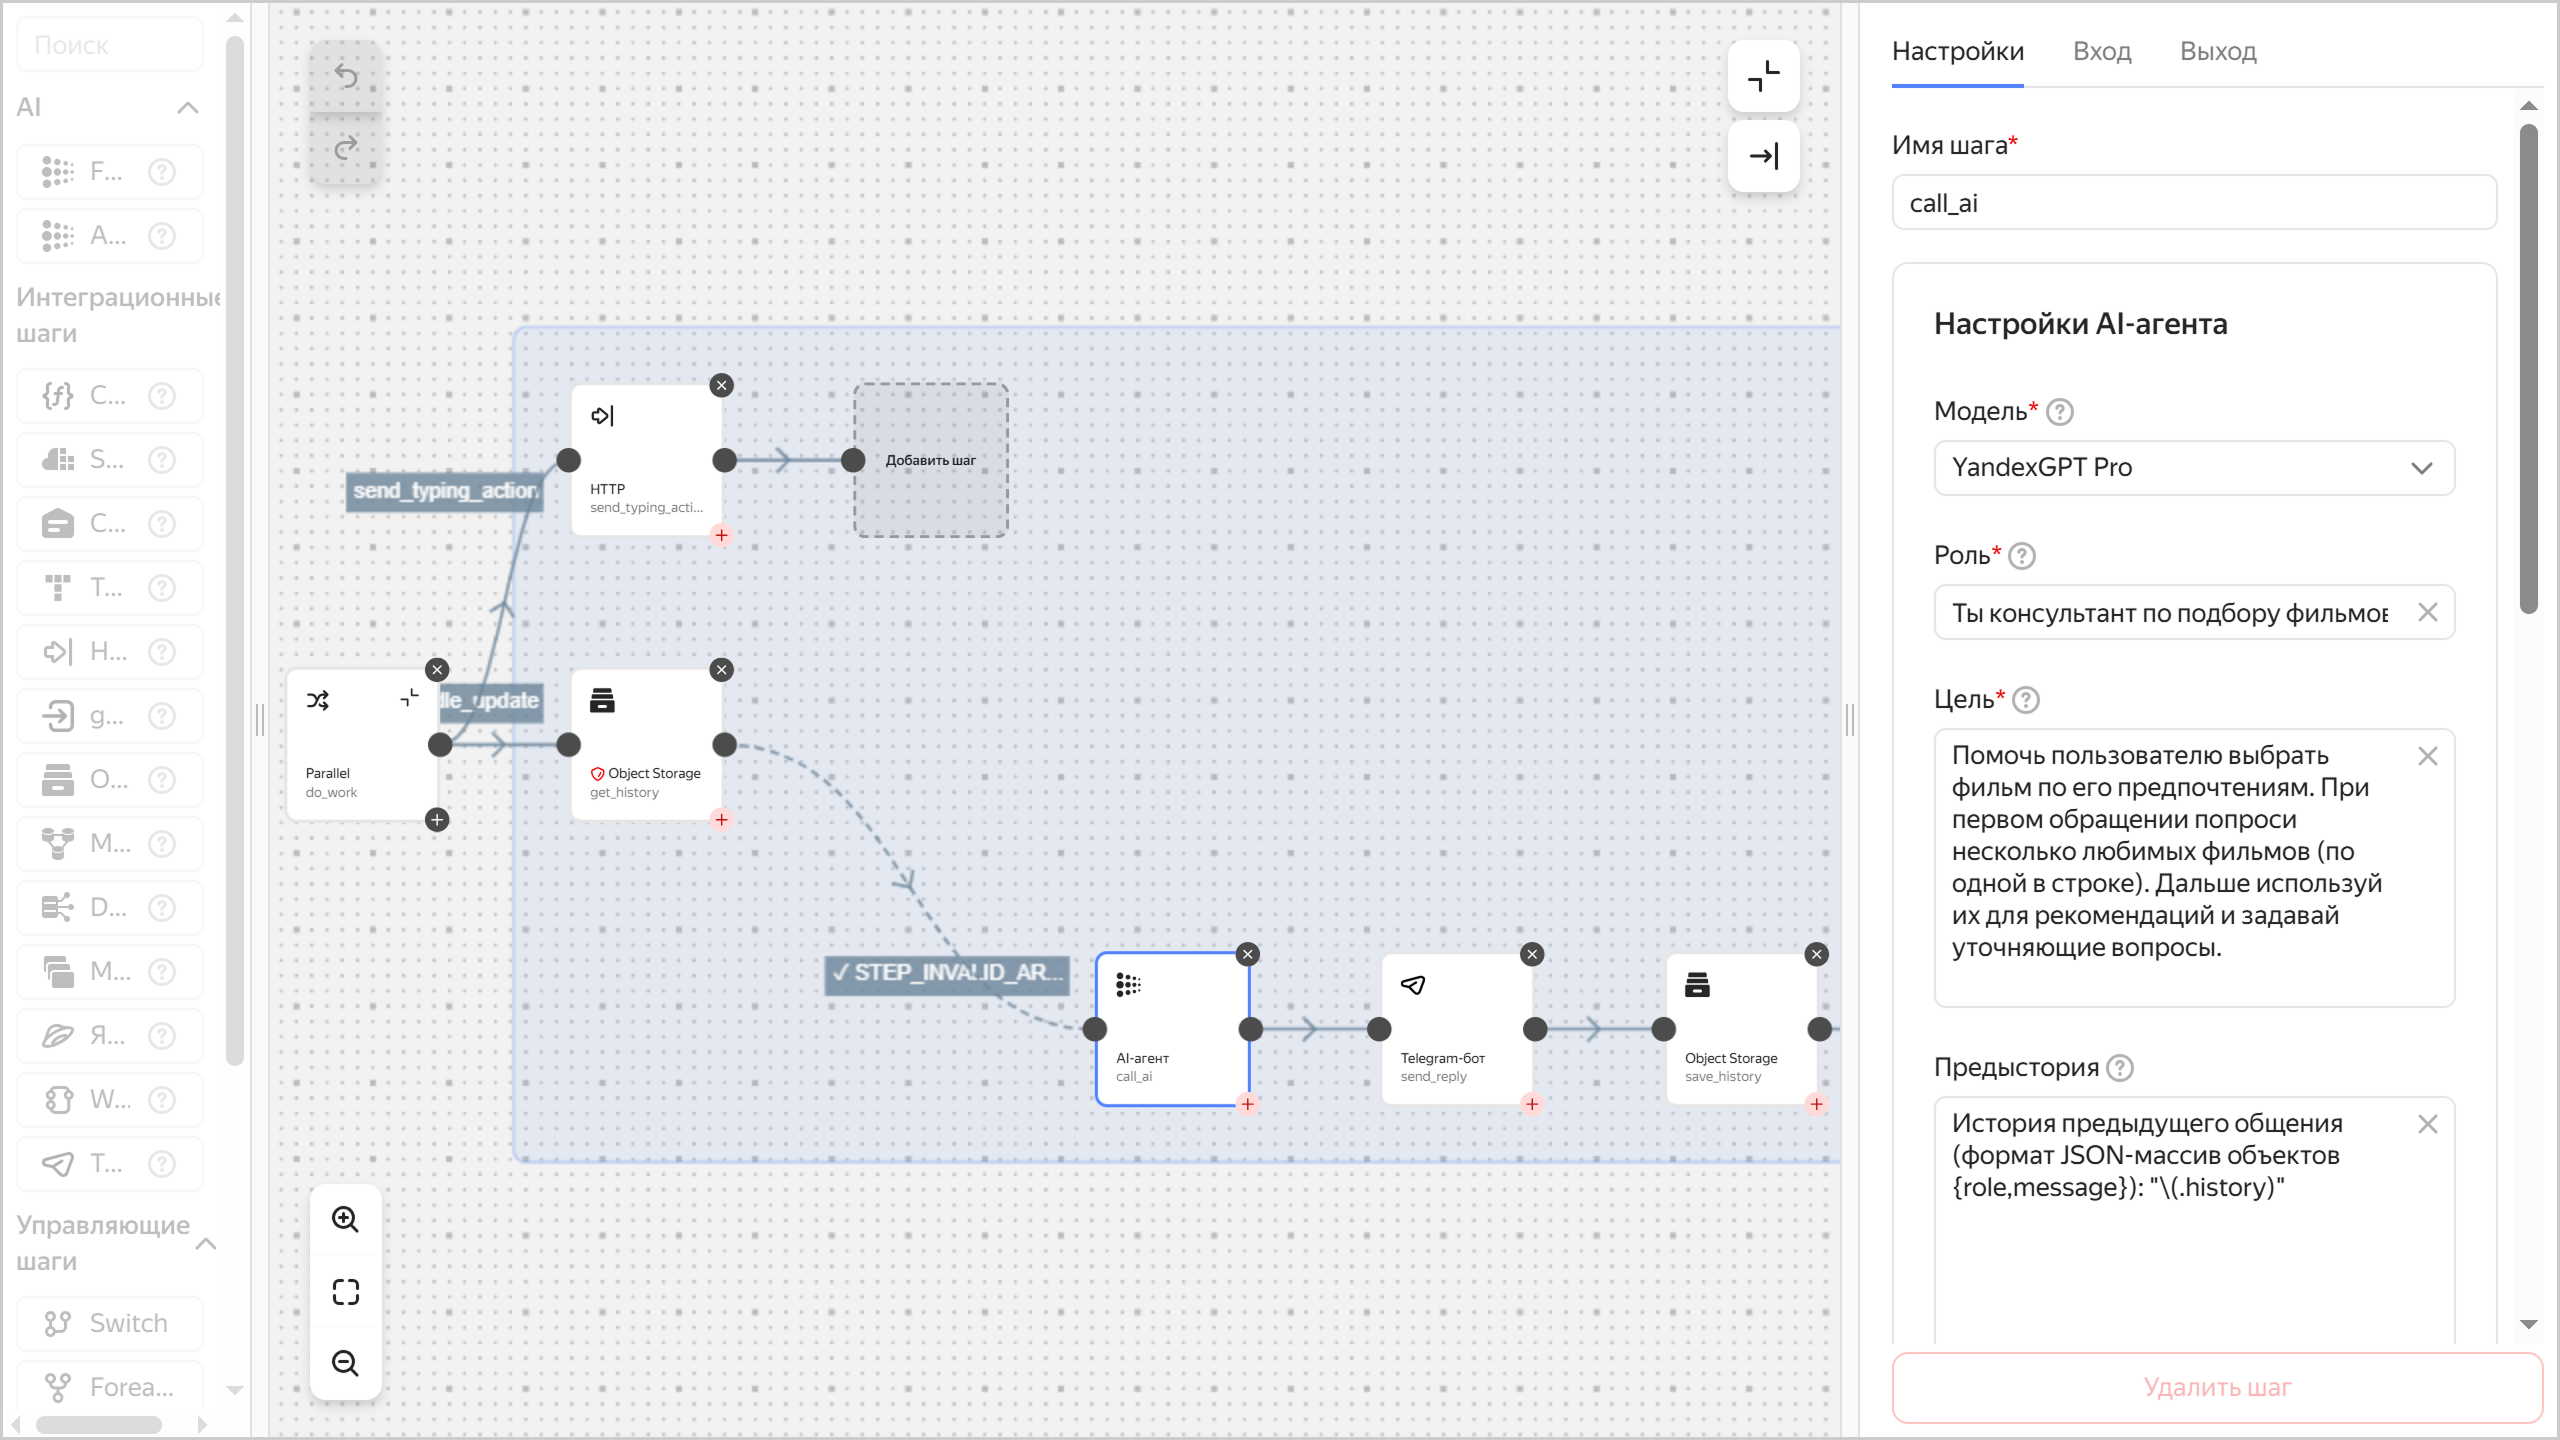 Поиск
AI
F...
A...
Интеграционные
шаги
C...
S...
C...
T...
H...
g...
O...
M...
D...
M...
Я...
W...
T...
Управляющие
шаги
Switch
Forea...
send_typing_action
HTTP
send_typing_acti...
Добавить шаг
dle_update
Parallel
do_work
Object Storage
get_history
✓ STEP_INVALID_AR...
AI-агент
call_ai
Telegram-бот
send_reply
Object Storage
save_history
Настройки
Вход
Выход
Имя шага*
call_ai
Настройки AI-агента
Модель*
YandexGPT Pro
Роль*
Ты консультант по подбору фильмов
Цель*
Помочь пользователю выбрать
фильм по его предпочтениям. При
первом обращении попроси
несколько любимых фильмов (по
одной в строке). Дальше используй
их для рекомендаций и задавай
уточняющие вопросы.
Предыстория
История предыдущего общения
(формат JSON-массив объектов
{role,message}): "\(.history)"
Удалить шаг